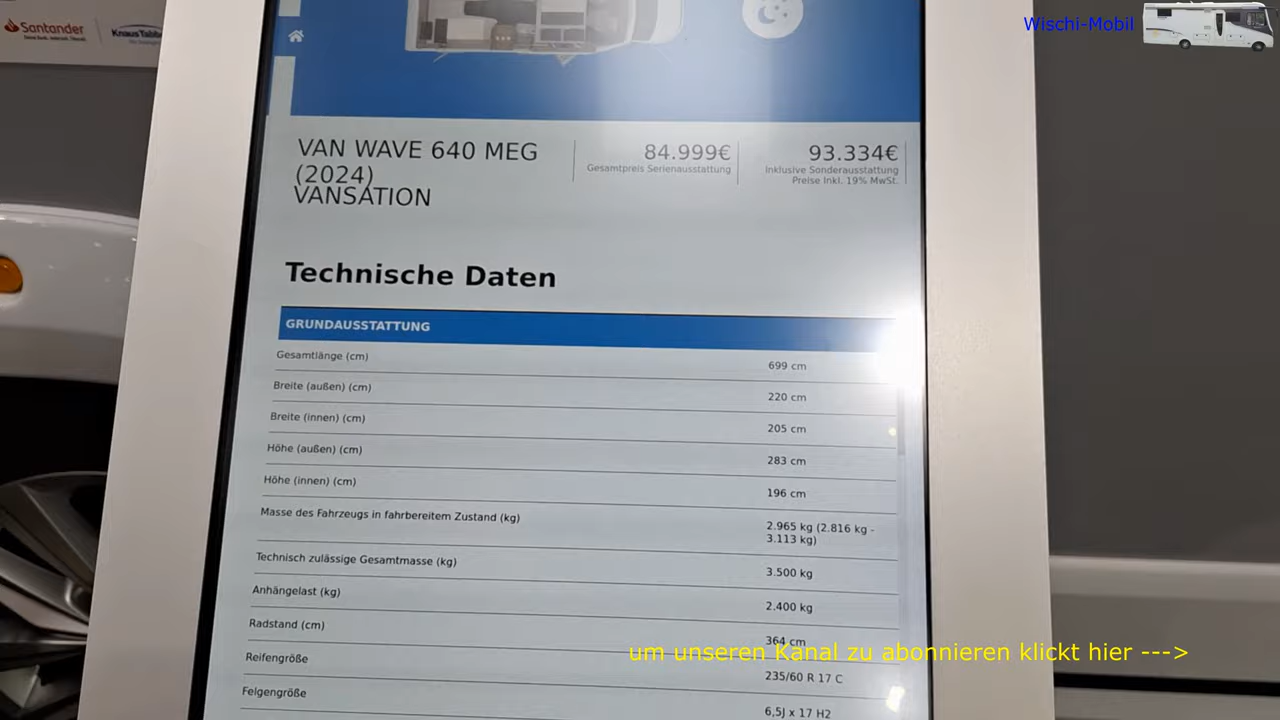 Santander
KNAUS Tabbe
Wischi-Mobil
VAN WAVE 640 MEG
(2024)
VANSATION
84.999€
Gesamtpreis Serienausstattung
93.334€
Inklusive Sonderausstattung
Preise Inkl. 19% MwSt.
Technische Daten
GRUNDAUSSTATTUNG
Gesamtlänge (cm) 699 cm
Breite (außen) (cm) 220 cm
Breite (innen) (cm) 205 cm
Höhe (außen) (cm) 283 cm
Höhe (innen) (cm) 196 cm
Masse des Fahrzeugs in fahrbereitem Zustand (kg) 2.965 kg (2.816 kg -
3.113 kg)
Technisch zulässige Gesamtmasse (kg) 3.500 kg
Anhängelast (kg) 2.400 kg
Radstand (cm) 364 cm
um unseren Kanal zu abonnieren klickt hier --->
Reifengröße 235/60 R 17 C
Felgengröße 6,5J x 17 H2